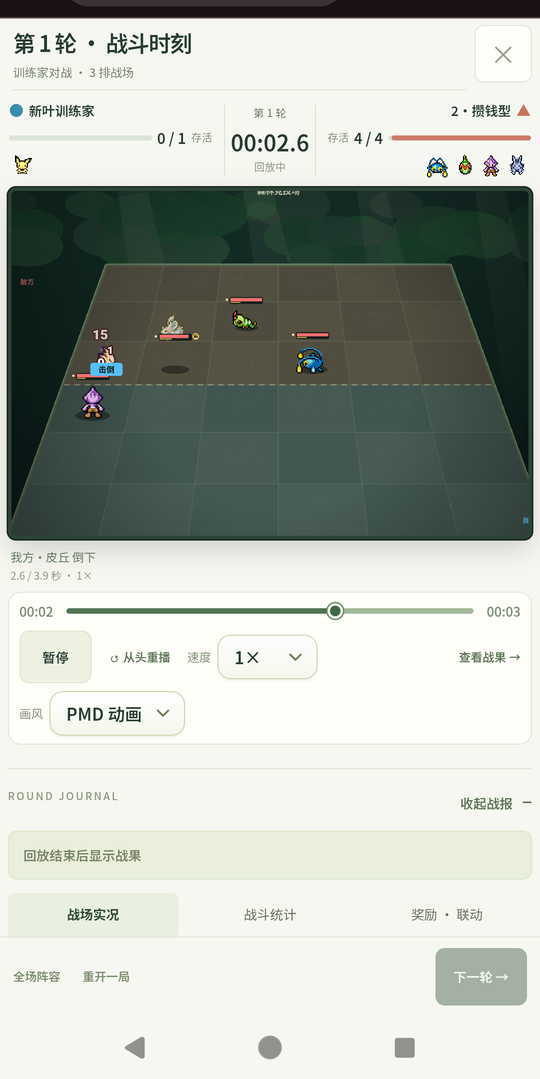 第 1 轮 · 战斗时刻
训练家对战 · 3 排战场
新叶训练家
0 / 1 存活
第 1 轮
00:02.6
回放中
2 · 攒钱型
存活 4 / 4
敌方
15
击倒
我方 · 皮丘 倒下
2.6 / 3.9 秒 · 1×
00:02
00:03
暂停
↺ 从头重播
速度
1×
查看战果 →
画风
PMD 动画
ROUND JOURNAL
收起战报 −
回放结束后显示战果
战场实况
战斗统计
奖励 · 联动
全场阵容
重开一局
下一轮 →